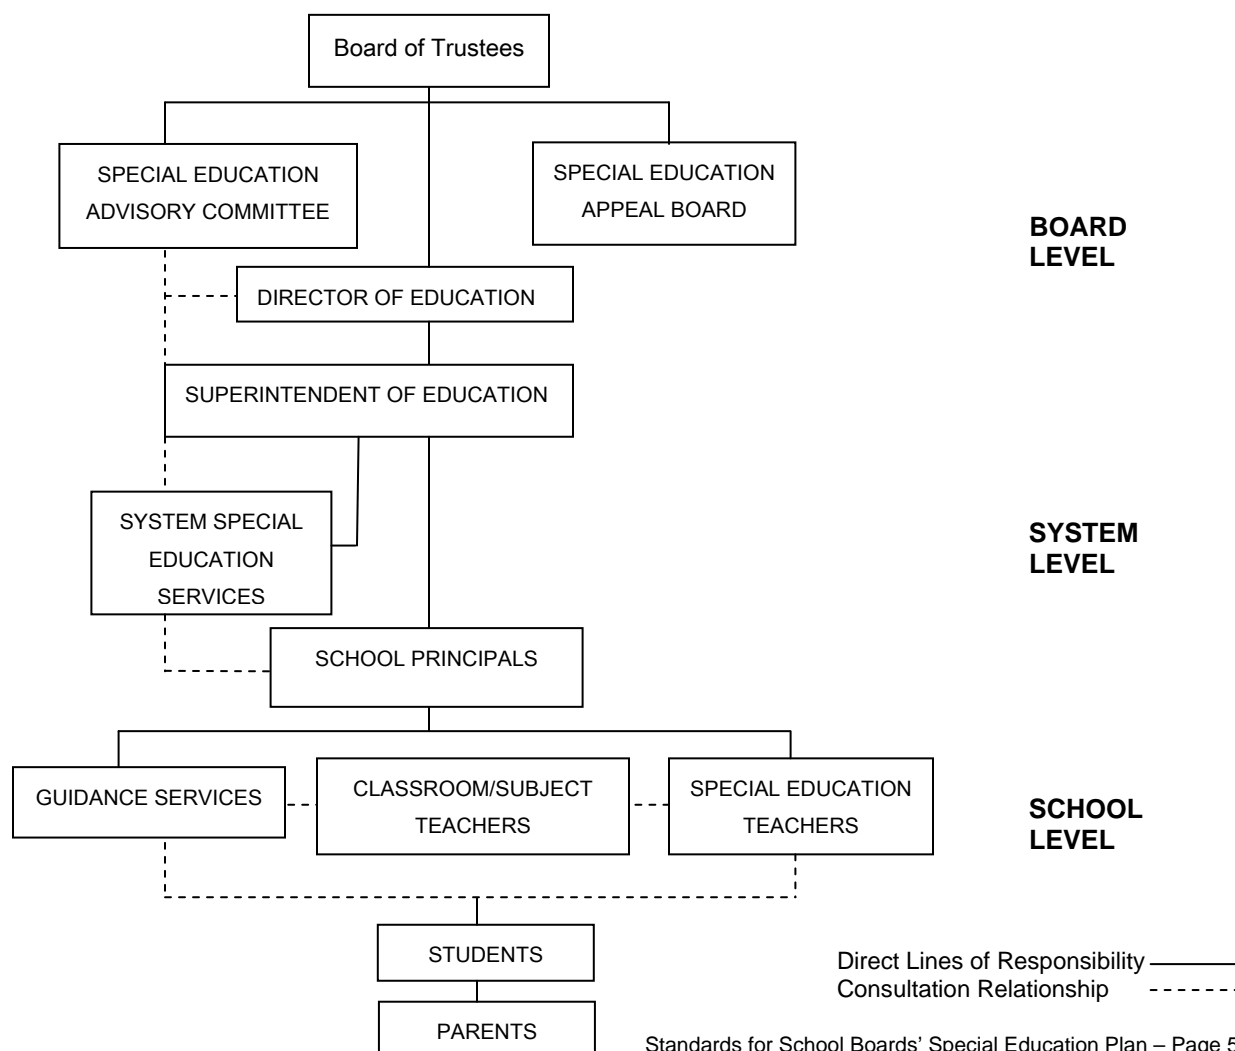 Board of Trustees
SPECIAL EDUCATION
ADVISORY COMMITTEE
SPECIAL EDUCATION
APPEAL BOARD
BOARD
LEVEL
DIRECTOR OF EDUCATION
SUPERINTENDENT OF EDUCATION
SYSTEM SPECIAL
EDUCATION
SERVICES
SYSTEM
LEVEL
SCHOOL PRINCIPALS
GUIDANCE SERVICES
CLASSROOM/SUBJECT
TEACHERS
SPECIAL EDUCATION
TEACHERS
SCHOOL
LEVEL
STUDENTS
PARENTS
Direct Lines of Responsibility
Consultation Relationship
Standards for School Boards' Special Education Plan – Page 5